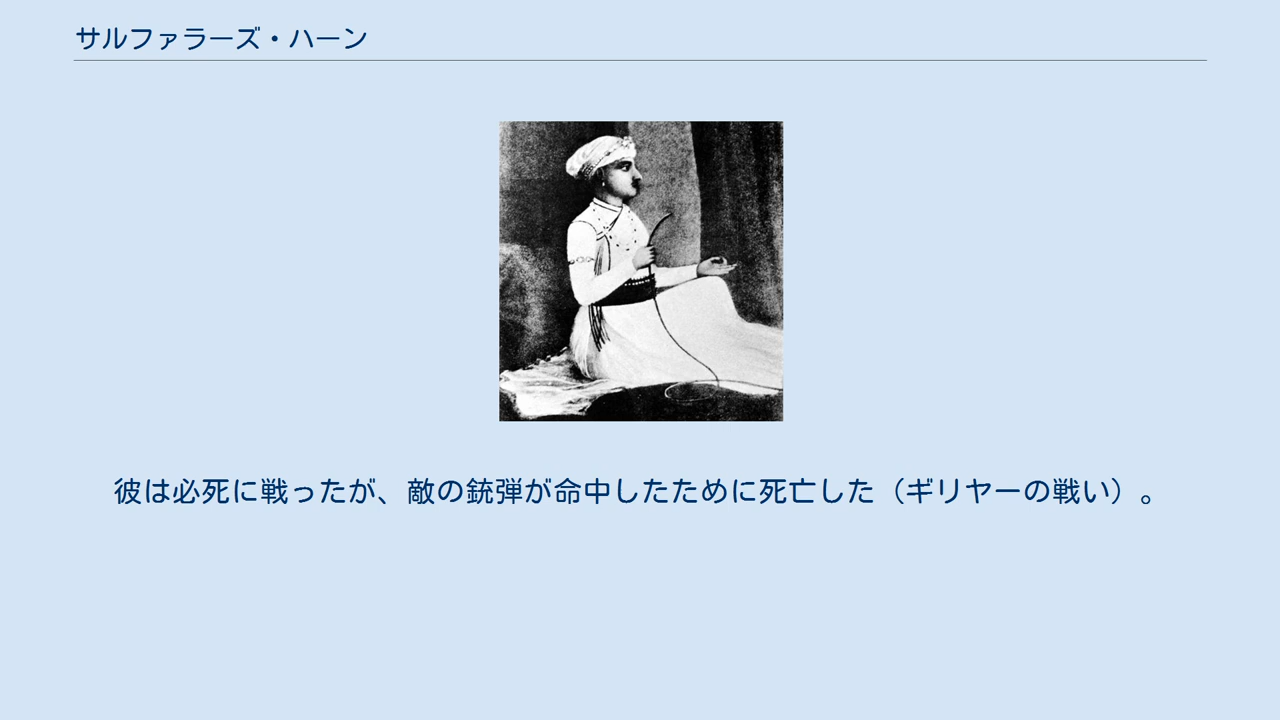 サルファラーズ・ハーン
彼は必死に戦ったが、敵の銃弾が命中したために死亡した（ギリヤーの戦い）。